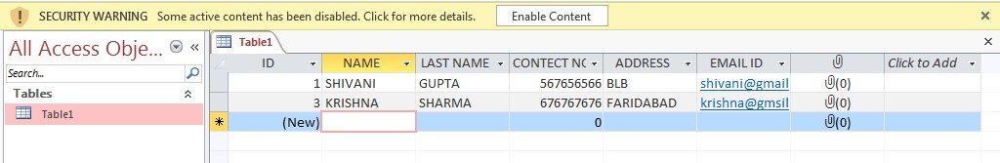 SECURITY WARNING Some active content has been disabled. Click for more details. Enable Content
All Access Obje... «
Search...
Tables
Table1
Table1
ID NAME LAST NAME CONTECT NO ADDRESS EMAIL ID Click to Add
1 SHIVANI GUPTA 567656566 BLB shivani@gmail (0)
3 KRISHNA SHARMA 676767676 FARIDABAD krishna@gmsil (0)
(New) 0 (0)